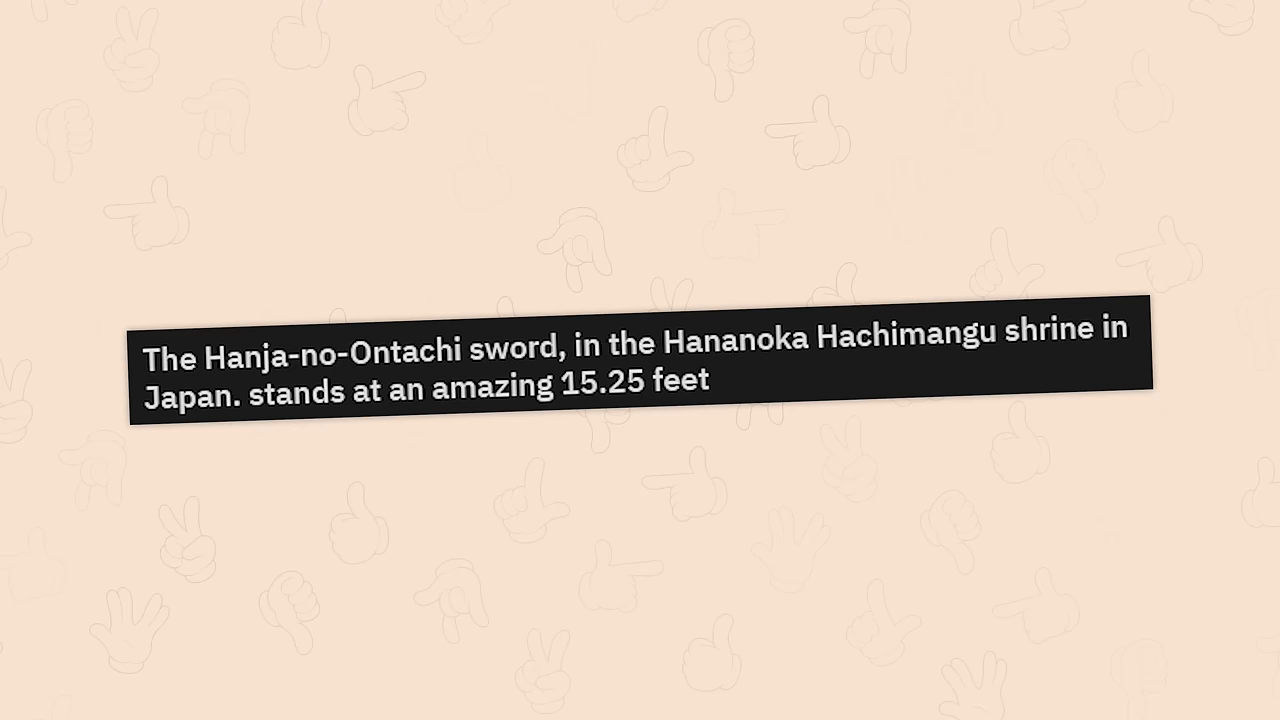 The Hanja-no-Ontachi sword, in the Hananoka Hachimangu shrine in
Japan. stands at an amazing 15.25 feet